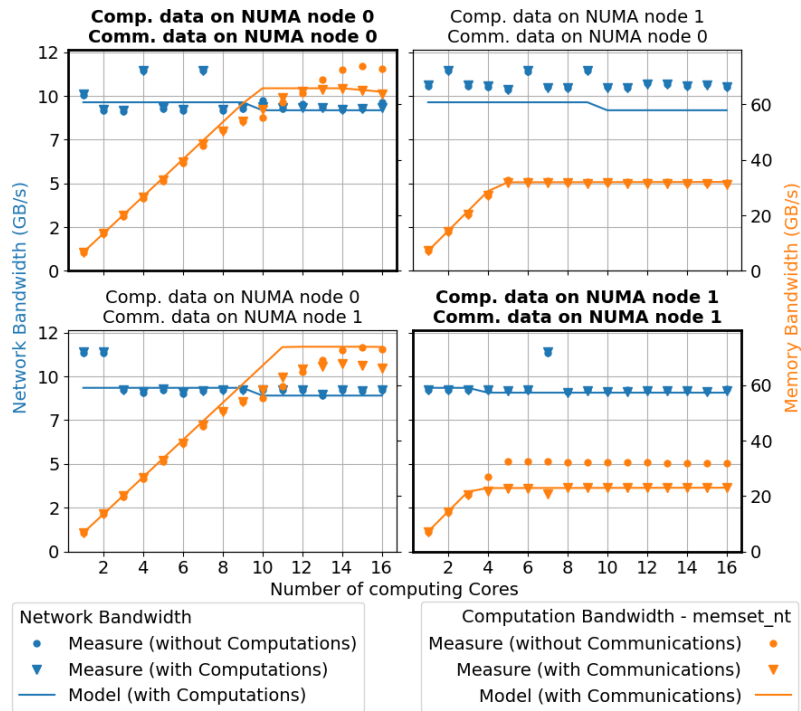 Comp. data on NUMA node 0
Comm. data on NUMA node 0
Comp. data on NUMA node 1
Comm. data on NUMA node 0
12
10
7
5
2
0
60
40
20
0
Comp. data on NUMA node 0
Comm. data on NUMA node 1
Comp. data on NUMA node 1
Comm. data on NUMA node 1
12
10
7
5
2
0
60
40
20
0
2 4 6 8 10 12 14 16
2 4 6 8 10 12 14 16
Network Bandwidth (GB/s)
Memory Bandwidth (GB/s)
Number of computing Cores
Network Bandwidth
Measure (without Computations)
Measure (with Computations)
Model (with Computations)
Computation Bandwidth - memset_nt
Measure (without Communications)
Measure (with Communications)
Model (with Communications)